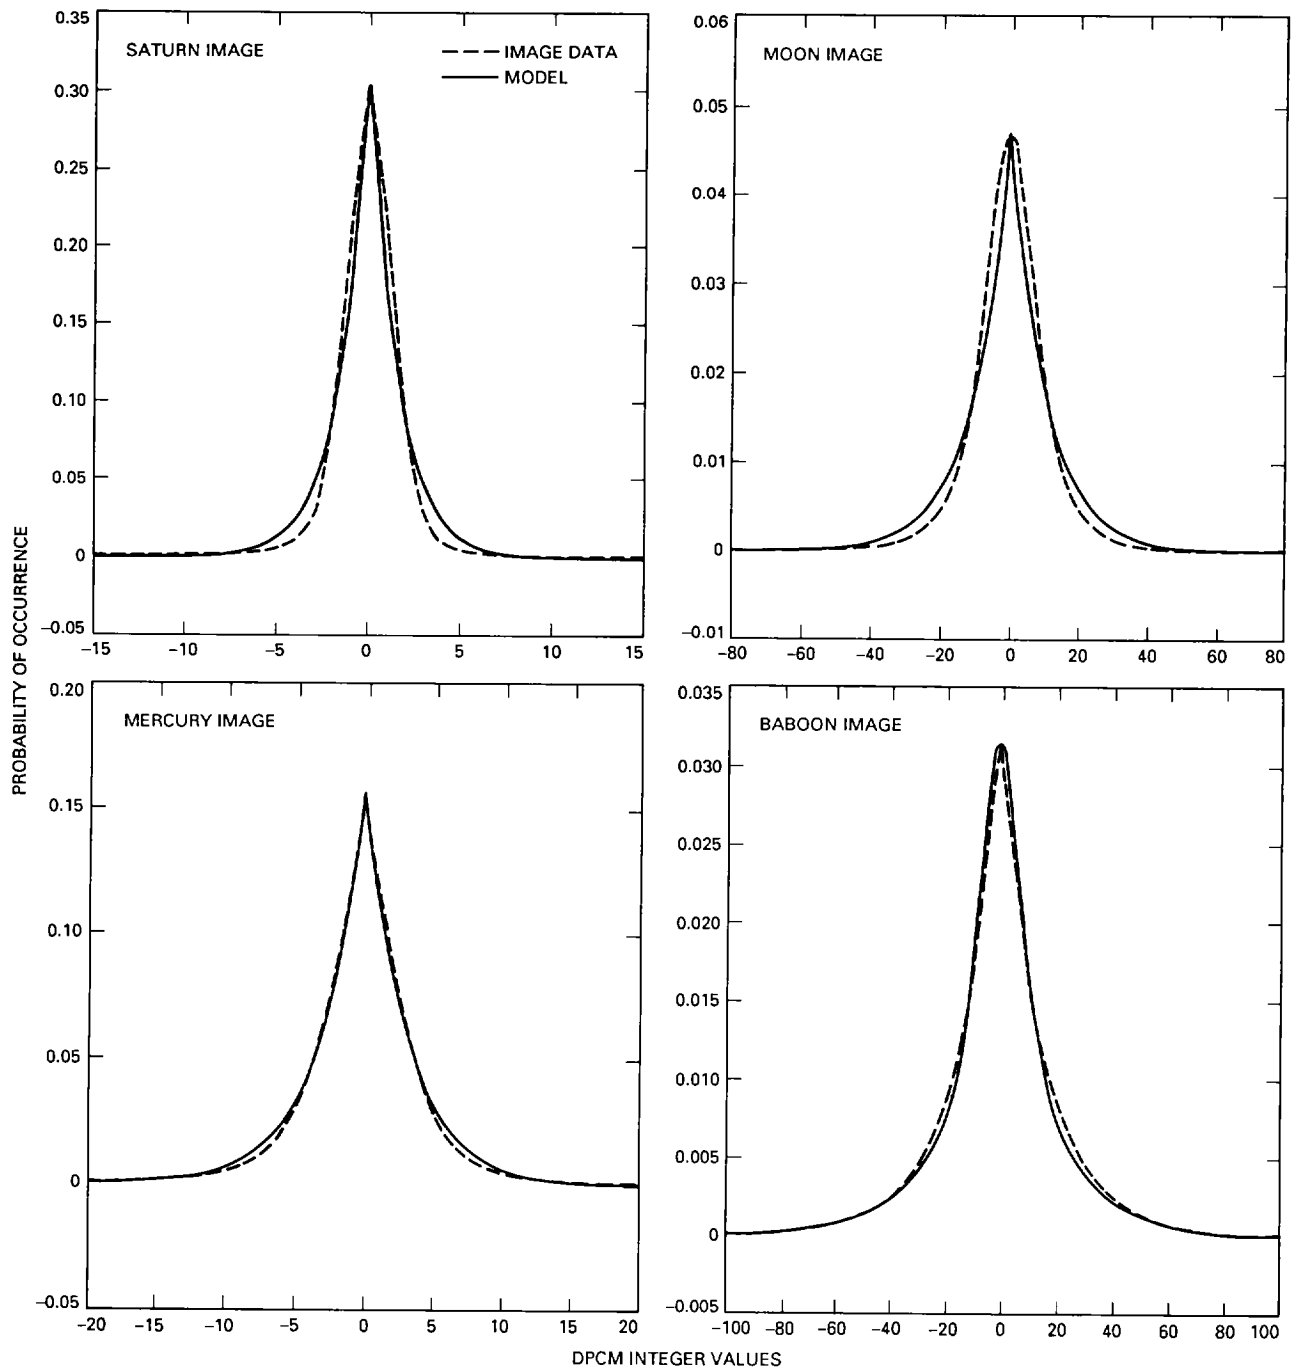 PROBABILITY OF OCCURRENCE
SATURN IMAGE
IMAGE DATA
MODEL
0.35
0.30
0.25
0.20
0.15
0.10
0.05
0
−0.05
−15 −10 −5 0 5 10 15
MOON IMAGE
0.06
0.05
0.04
0.03
0.02
0.01
0
−0.01
−80 −60 −40 −20 0 20 40 60 80
MERCURY IMAGE
0.20
0.15
0.10
0.05
0
−0.05
−20 −15 −10 −5 0 5 10 15 20
BABOON IMAGE
0.035
0.030
0.025
0.020
0.015
0.010
0.005
0
−0.005
−100 −80 −60 −40 −20 0 20 40 60 80 100
DPCM INTEGER VALUES